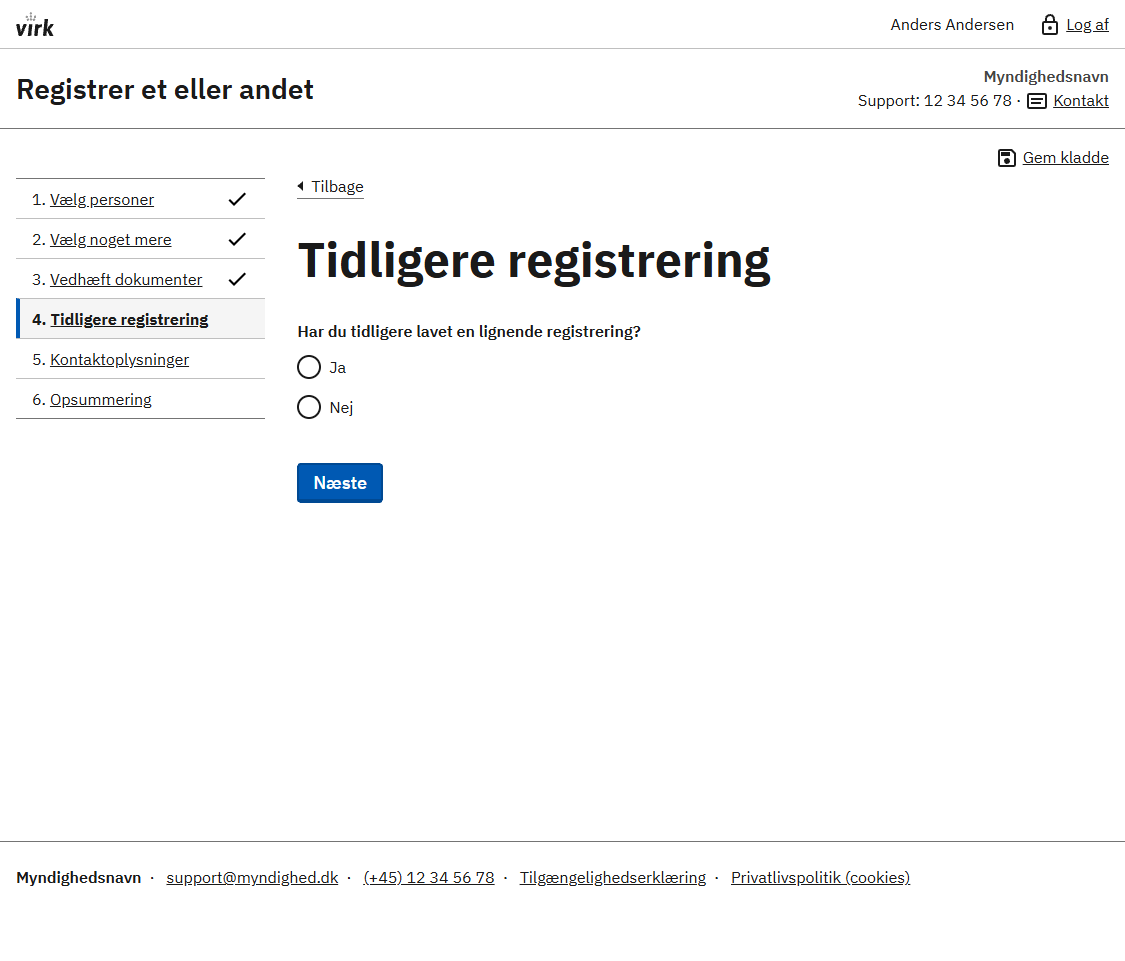 virk
Anders Andersen
Log af
Registrer et eller andet
Myndighedsnavn
Support: 12 34 56 78 · Kontakt
Gem kladde
1. Vælg personer
2. Vælg noget mere
3. Vedhæft dokumenter
4. Tidligere registrering
5. Kontaktoplysninger
6. Opsummering
Tilbage
Tidligere registrering
Har du tidligere lavet en lignende registrering?
Ja
Nej
Næste
Myndighedsnavn · support@myndighed.dk · (+45) 12 34 56 78 · Tilgængelighedserklæring · Privatlivspolitik (cookies)